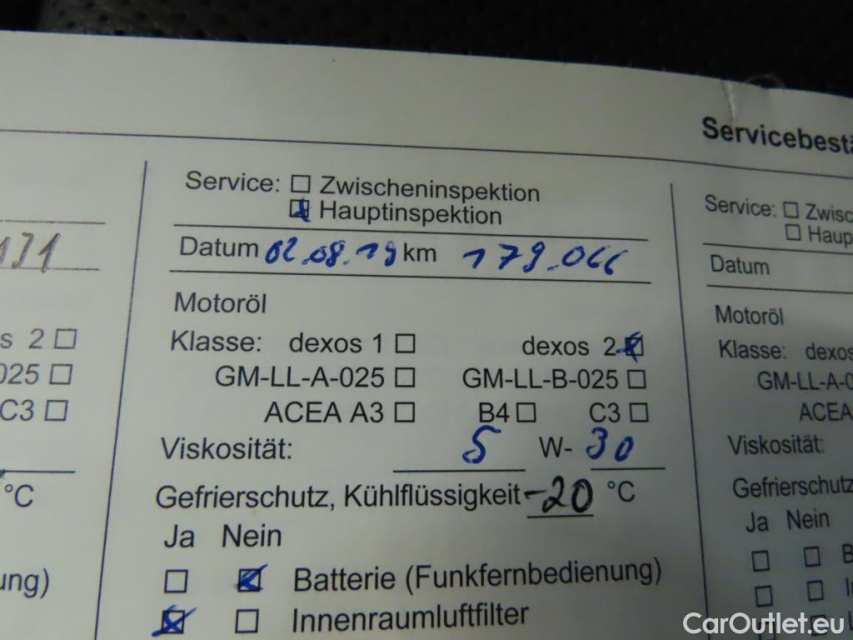 Servicebestä
Service: ☐ Zwischeninspektion
☒ Hauptinspektion
Datum 02.08.19 km 179.066
Motoröl
Klasse: dexos 1 ☐ dexos 2 ☒
GM-LL-A-025 ☐ GM-LL-B-025 ☐
ACEA A3 ☐ B4 ☐ C3 ☐
Viskosität: 5 W- 30
Gefrierschutz, Kühlflüssigkeit -20 °C
Ja Nein
☐ ☒ Batterie (Funkfernbedienung)
☒ ☐ Innenraumluftfilter
131
s 2 ☐
025 ☐
C3 ☐
°C
ung)
Service: ☐ Zwisc
☐ Haup
Datum
Motoröl
Klasse: dexos
GM-LL-A-0
ACEA
Viskosität:
Gefrierschutz
Ja Nein
☐ ☐ B
☐ ☐ I
CarOutlet.eu